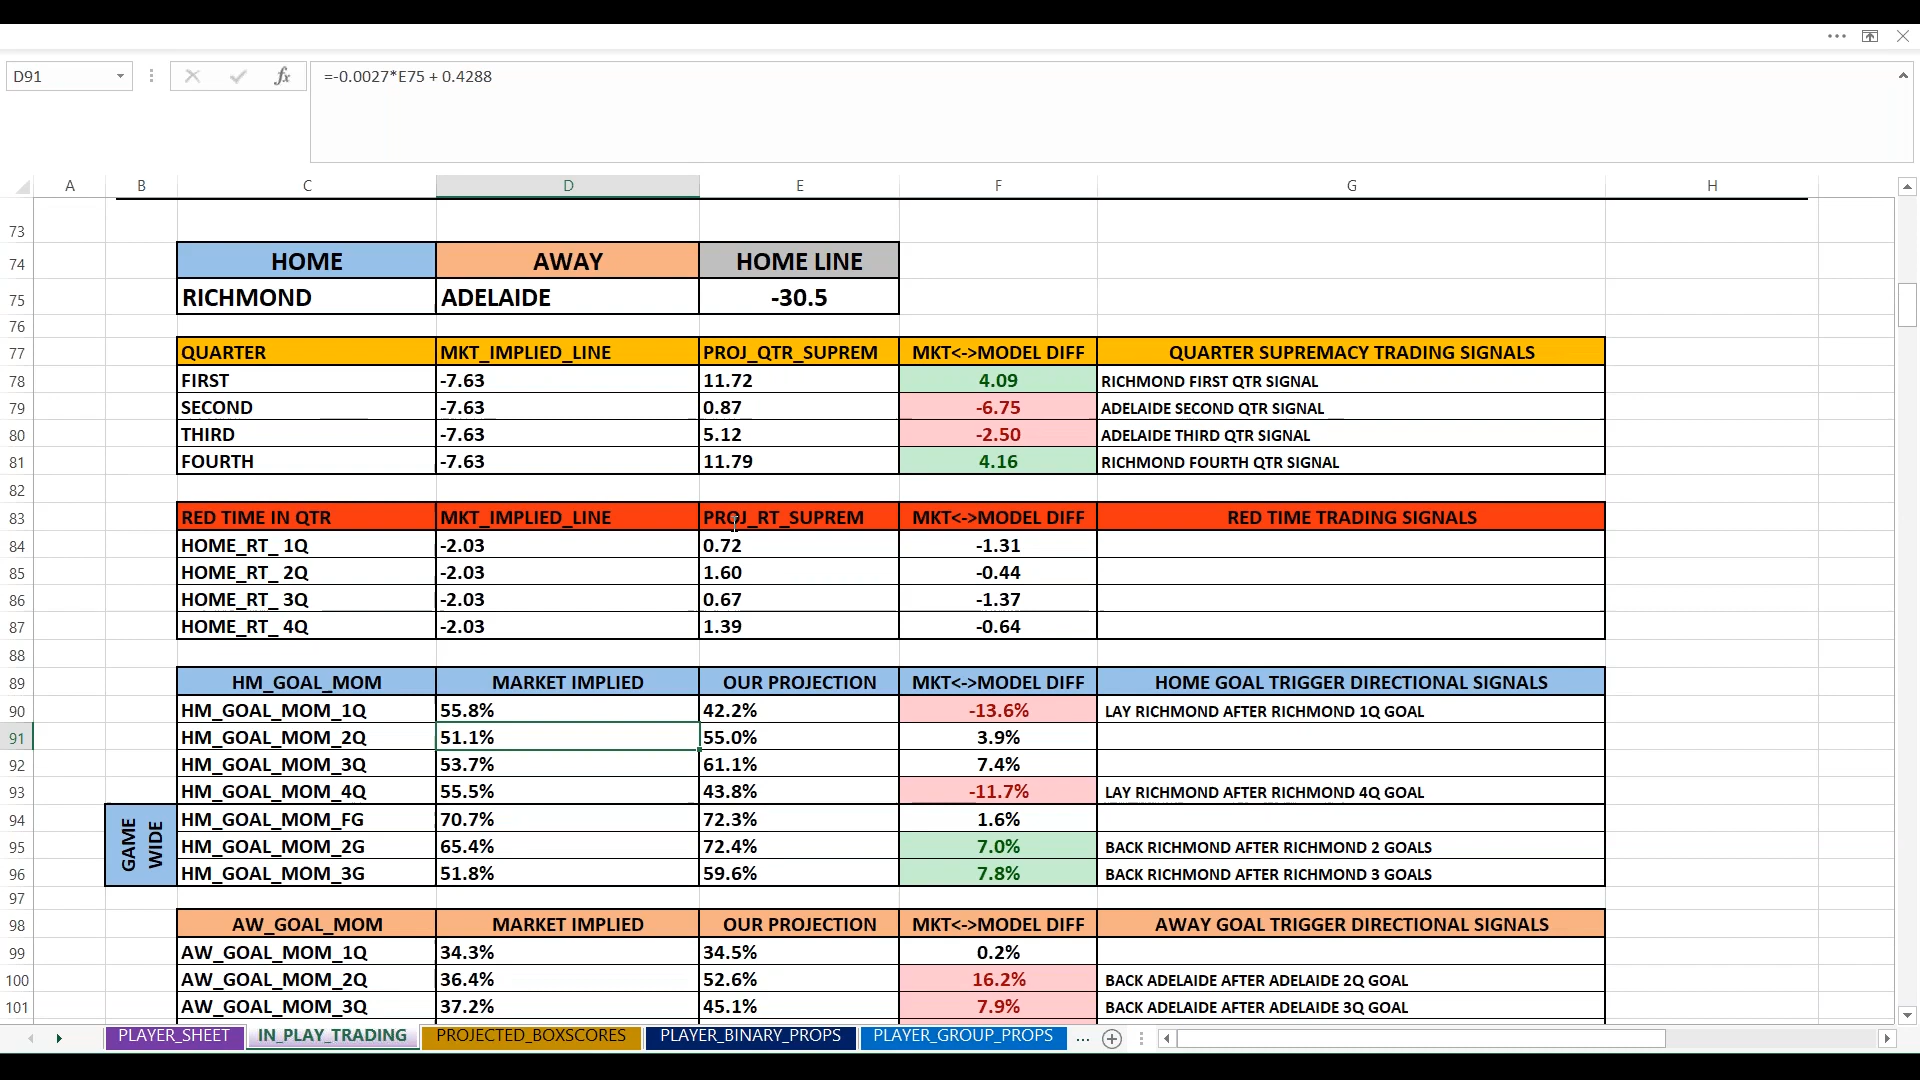 D91
fx
=-0.0027*E75 + 0.4288
A B C D E F G H
73
74 HOME AWAY HOME LINE
75 RICHMOND ADELAIDE -30.5
76
77 QUARTER MKT_IMPLIED_LINE PROJ_QTR_SUPREM MKT<->MODEL DIFF QUARTER SUPREMACY TRADING SIGNALS
78 FIRST -7.63 11.72 4.09 RICHMOND FIRST QTR SIGNAL
79 SECOND -7.63 0.87 -6.75 ADELAIDE SECOND QTR SIGNAL
80 THIRD -7.63 5.12 -2.50 ADELAIDE THIRD QTR SIGNAL
81 FOURTH -7.63 11.79 4.16 RICHMOND FOURTH QTR SIGNAL
82
83 RED TIME IN QTR MKT_IMPLIED_LINE PROJ_RT_SUPREM MKT<->MODEL DIFF RED TIME TRADING SIGNALS
84 HOME_RT_ 1Q -2.03 0.72 -1.31
85 HOME_RT_ 2Q -2.03 1.60 -0.44
86 HOME_RT_ 3Q -2.03 0.67 -1.37
87 HOME_RT_ 4Q -2.03 1.39 -0.64
88
89 HM_GOAL_MOM MARKET IMPLIED OUR PROJECTION MKT<->MODEL DIFF HOME GOAL TRIGGER DIRECTIONAL SIGNALS
90 HM_GOAL_MOM_1Q 55.8% 42.2% -13.6% LAY RICHMOND AFTER RICHMOND 1Q GOAL
91 HM_GOAL_MOM_2Q 51.1% 55.0% 3.9%
92 HM_GOAL_MOM_3Q 53.7% 61.1% 7.4%
93 HM_GOAL_MOM_4Q 55.5% 43.8% -11.7% LAY RICHMOND AFTER RICHMOND 4Q GOAL
GAME WIDE
94 HM_GOAL_MOM_FG 70.7% 72.3% 1.6%
95 HM_GOAL_MOM_2G 65.4% 72.4% 7.0% BACK RICHMOND AFTER RICHMOND 2 GOALS
96 HM_GOAL_MOM_3G 51.8% 59.6% 7.8% BACK RICHMOND AFTER RICHMOND 3 GOALS
97
98 AW_GOAL_MOM MARKET IMPLIED OUR PROJECTION MKT<->MODEL DIFF AWAY GOAL TRIGGER DIRECTIONAL SIGNALS
99 AW_GOAL_MOM_1Q 34.3% 34.5% 0.2%
100 AW_GOAL_MOM_2Q 36.4% 52.6% 16.2% BACK ADELAIDE AFTER ADELAIDE 2Q GOAL
101 AW_GOAL_MOM_3Q 37.2% 45.1% 7.9% BACK ADELAIDE AFTER ADELAIDE 3Q GOAL
PLAYER_SHEET IN_PLAY_TRADING PROJECTED_BOXSCORES PLAYER_BINARY_PROPS PLAYER_GROUP_PROPS ...